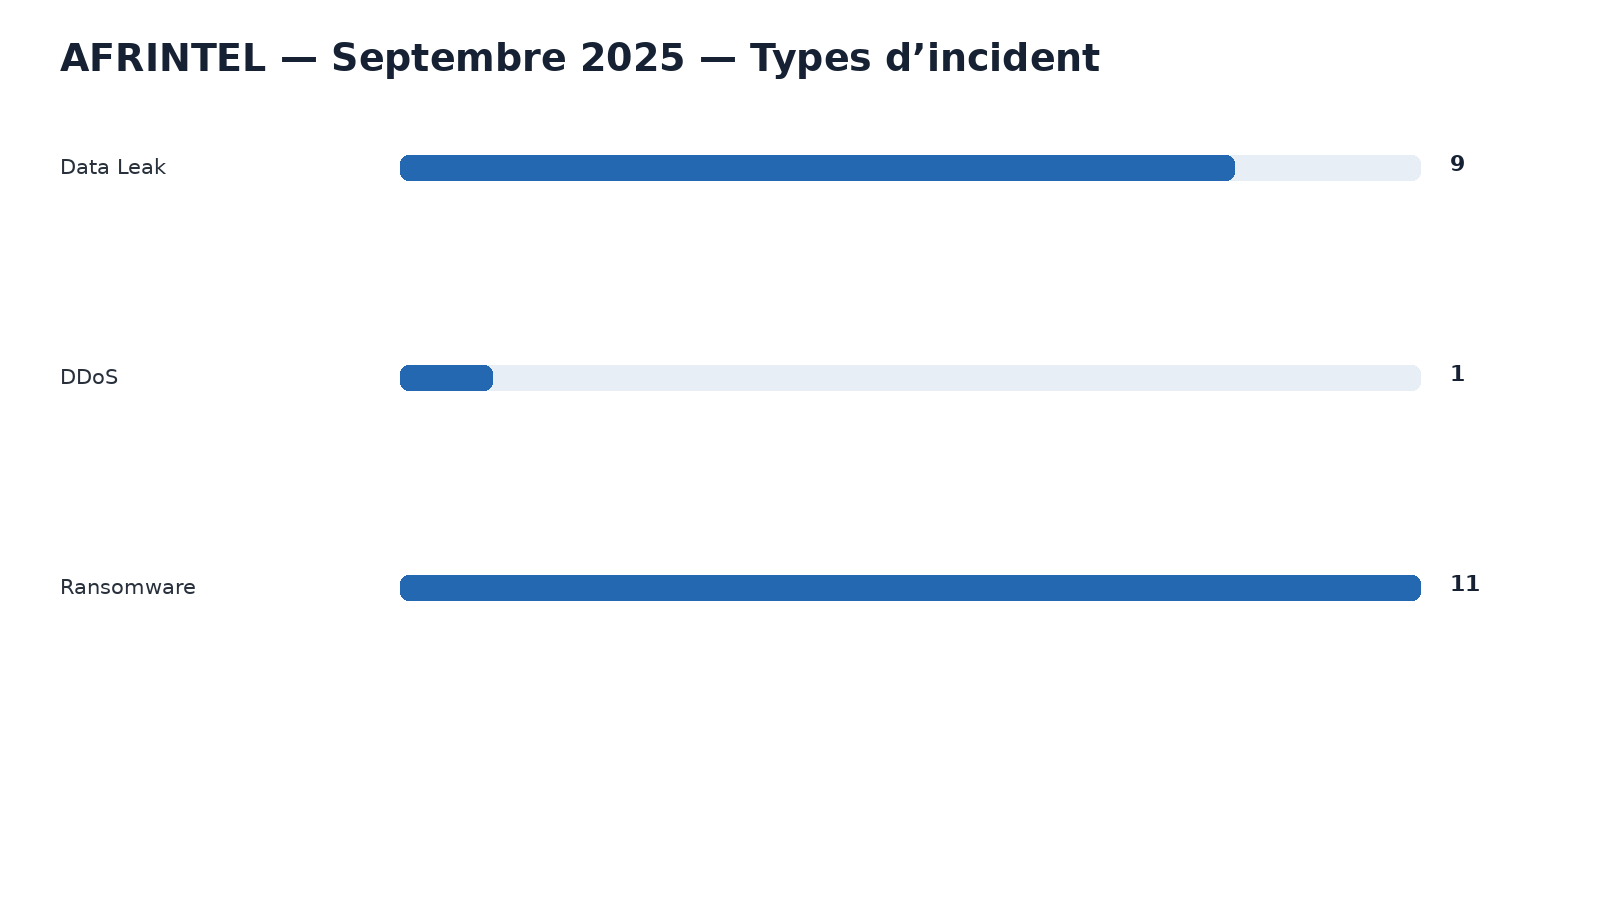 AFRINTEL — Septembre 2025 — Types d’incident
Data Leak 9
DDoS 1
Ransomware 11